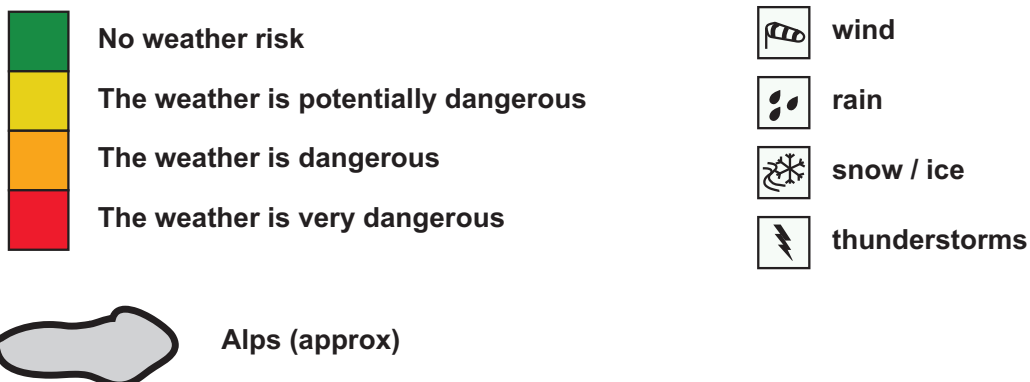 No weather risk
The weather is potentially dangerous
The weather is dangerous
The weather is very dangerous
wind
rain
snow / ice
thunderstorms
Alps (approx)